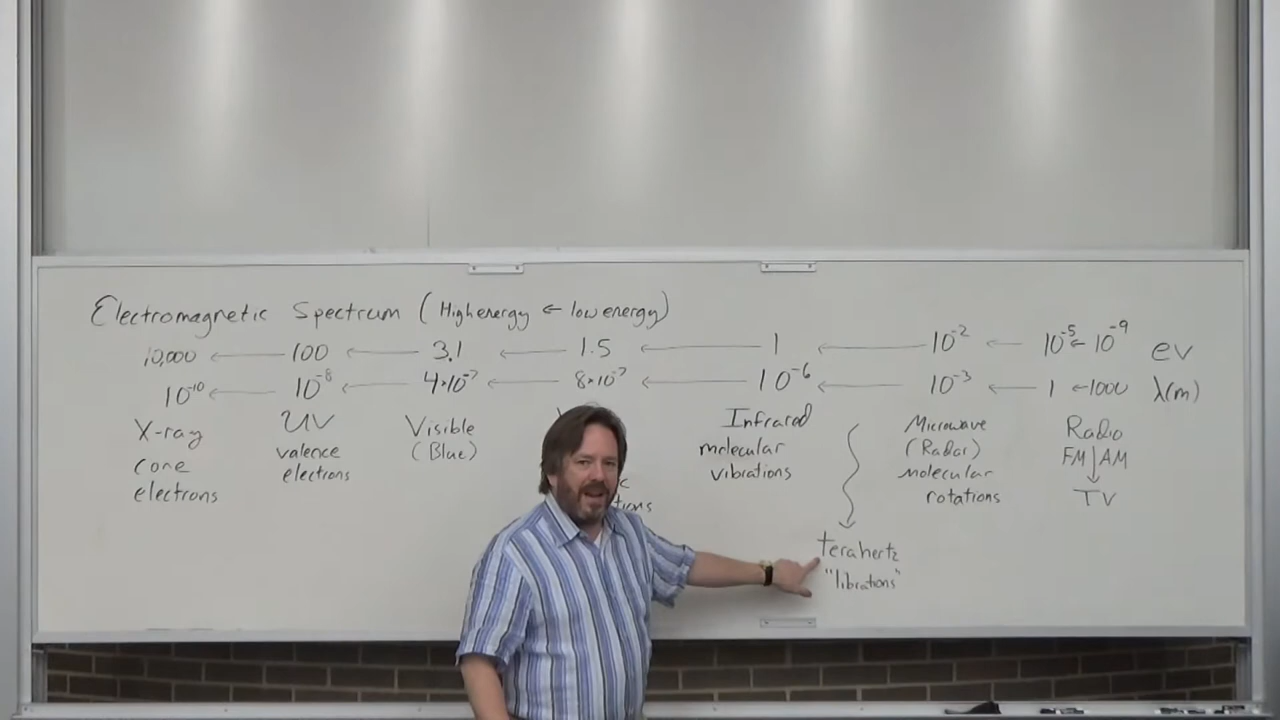 Electromagnetic Spectrum (High energy ← low energy)
10,000 ← 100 ← 3.1 ← 1.5 ← 1 ← 10⁻² ← 10⁻⁵ ← 10⁻⁹ ev
10⁻¹⁰ ← 10⁻⁸ ← 4×10⁻⁷ ← 8×10⁻⁷ ← 10⁻⁶ ← 10⁻³ ← 1 ← 1000 λ(m)
X-ray
core
electrons
UV
valence
electrons
Visible
(Blue)
Infrared
molecular
vibrations
terahertz
"librations"
Microwave
(Radar)
molecular
rotations
Radio
FM ↓ AM
TV